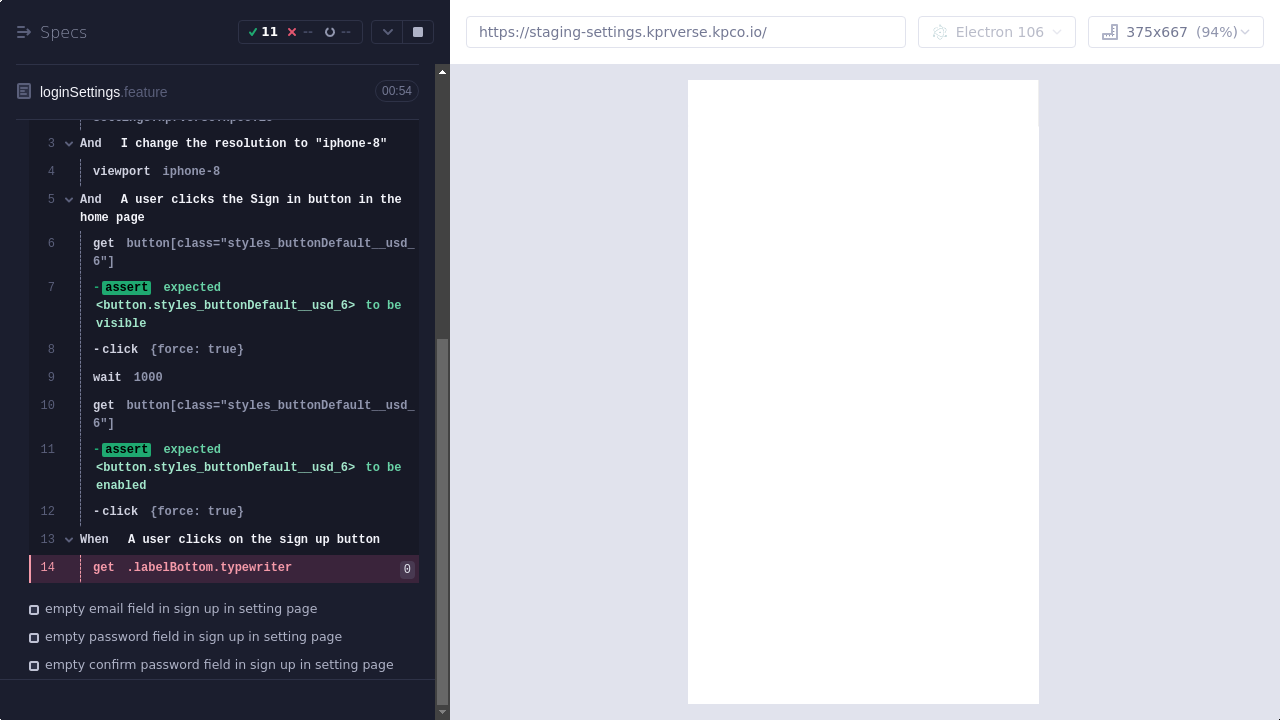 Specs
11
--
--
https://staging-settings.kprverse.kpco.io/
Electron 106
375x667 (94%)
loginSettings.feature
00:54
3 And I change the resolution to "iphone-8"
4 viewport iphone-8
5 And A user clicks the Sign in button in the
home page
6 get button[class="styles_buttonDefault__usd_
6"]
7 -assert expected
<button.styles_buttonDefault__usd_6> to be
visible
8 -click {force: true}
9 wait 1000
10 get button[class="styles_buttonDefault__usd_
6"]
11 -assert expected
<button.styles_buttonDefault__usd_6> to be
enabled
12 -click {force: true}
13 When A user clicks on the sign up button
14 get .labelBottom.typewriter 0
empty email field in sign up in setting page
empty password field in sign up in setting page
empty confirm password field in sign up in setting page